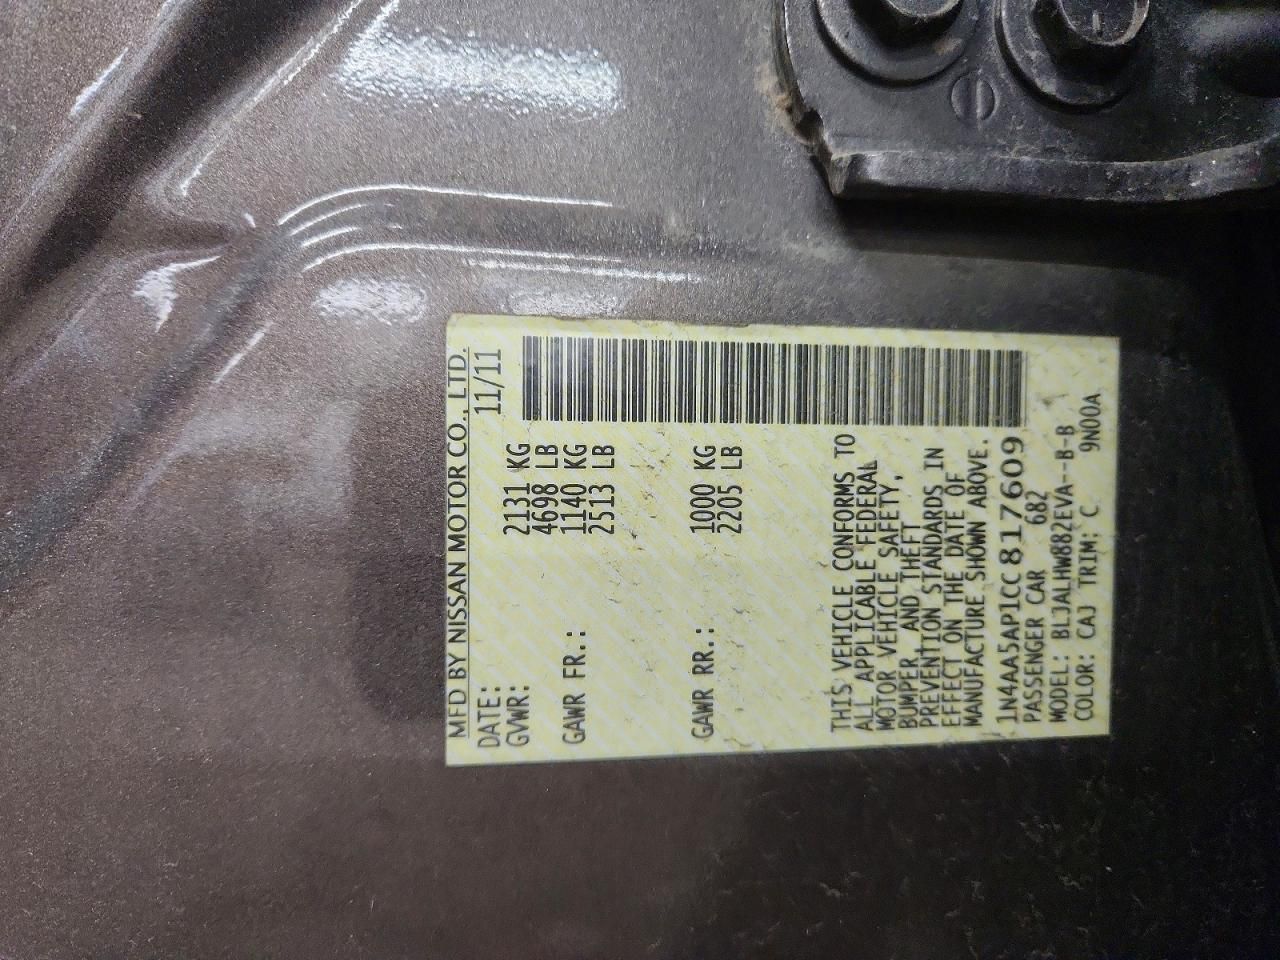 MFD BY NISSAN MOTOR CO., LTD.
DATE: 11/11
GVWR: 2131 KG
4698 LB
GAWR FR.: 1140 KG
2513 LB
GAWR RR.: 1000 KG
2205 LB
THIS VEHICLE CONFORMS TO
ALL APPLICABLE FEDERAL
MOTOR VEHICLE SAFETY,
BUMPER AND THEFT
PREVENTION STANDARDS IN
EFFECT ON THE DATE OF
MANUFACTURE SHOWN ABOVE.
1N4AA5AP1CC817609
PASSENGER CAR 682
MODEL: BLJALHW882EVA--B-B
COLOR: CAJ TRIM: C 9N00A